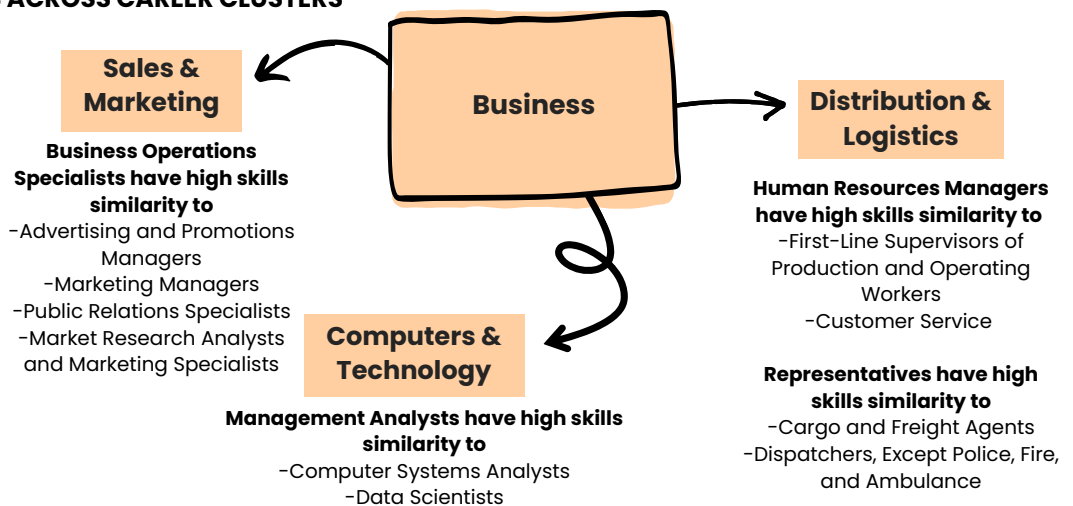 ACROSS CAREER CLUSTERS
Business
Sales &
Marketing
Business Operations
Specialists have high skills
similarity to
-Advertising and Promotions
Managers
-Marketing Managers
-Public Relations Specialists
-Market Research Analysts
and Marketing Specialists
Computers &
Technology
Management Analysts have high skills
similarity to
-Computer Systems Analysts
-Data Scientists
Distribution &
Logistics
Human Resources Managers
have high skills similarity to
-First-Line Supervisors of
Production and Operating
Workers
-Customer Service
Representatives have high
skills similarity to
-Cargo and Freight Agents
-Dispatchers, Except Police, Fire,
and Ambulance